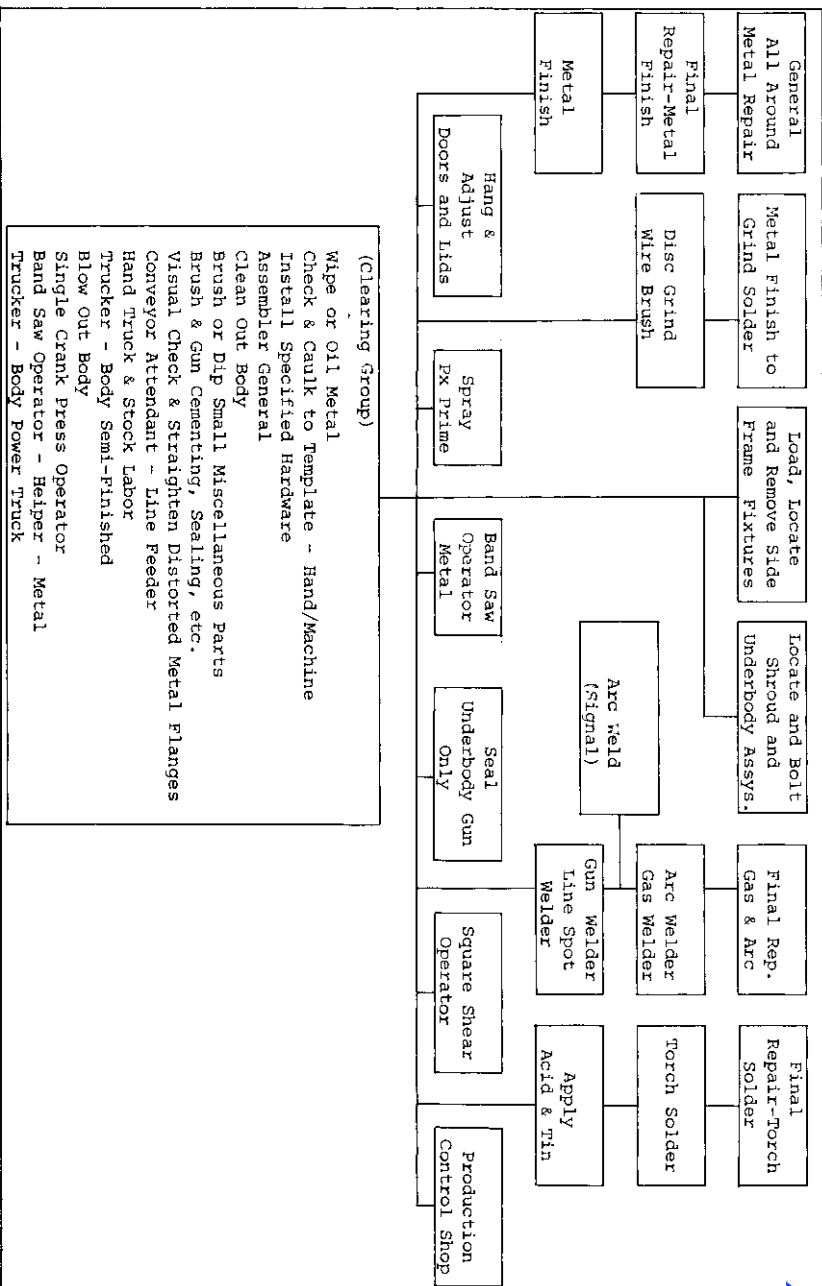 General
All Around
Metal Repair
Metal Finish to
Grind Solder
Load, Locate
and Remove Side
Frame Fixtures
Locate and Bolt
Shroud and
Underbody Assys.
Final Rep.
Gas & Arc
Final
Repair-Torch
Solder
Final
Repair-Metal
Finish
Disc Grind
Wire Brush
Arc Weld
(Signal)
Arc Welder
Gas Welder
Torch Solder
Metal
Finish
Gun Welder
Line Spot
Welder
Apply
Acid & Tin
Hang &
Adjust
Doors and Lids
Spray
Px Prime
Band Saw
Operator
Metal
Seal
Underbody Gun
Only
Square Shear
Operator
Production
Control Shop
(Clearing Group)
Wipe or Oil Metal
Check & Caulk to Template - Hand/Machine
Install Specified Hardware
Assembler General
Clean Out Body
Brush or Dip Small Miscellaneous Parts
Brush & Gun Cementing, Sealing, etc.
Visual Check & Straighten Distorted Metal Flanges
Conveyor Attendant - Line Feeder
Hand Truck & Stock Labor
Trucker - Body Semi-Finished
Blow Out Body
Single Crank Press Operator
Band Saw Operator - Heiper - Metal
Trucker - Body Power Truck